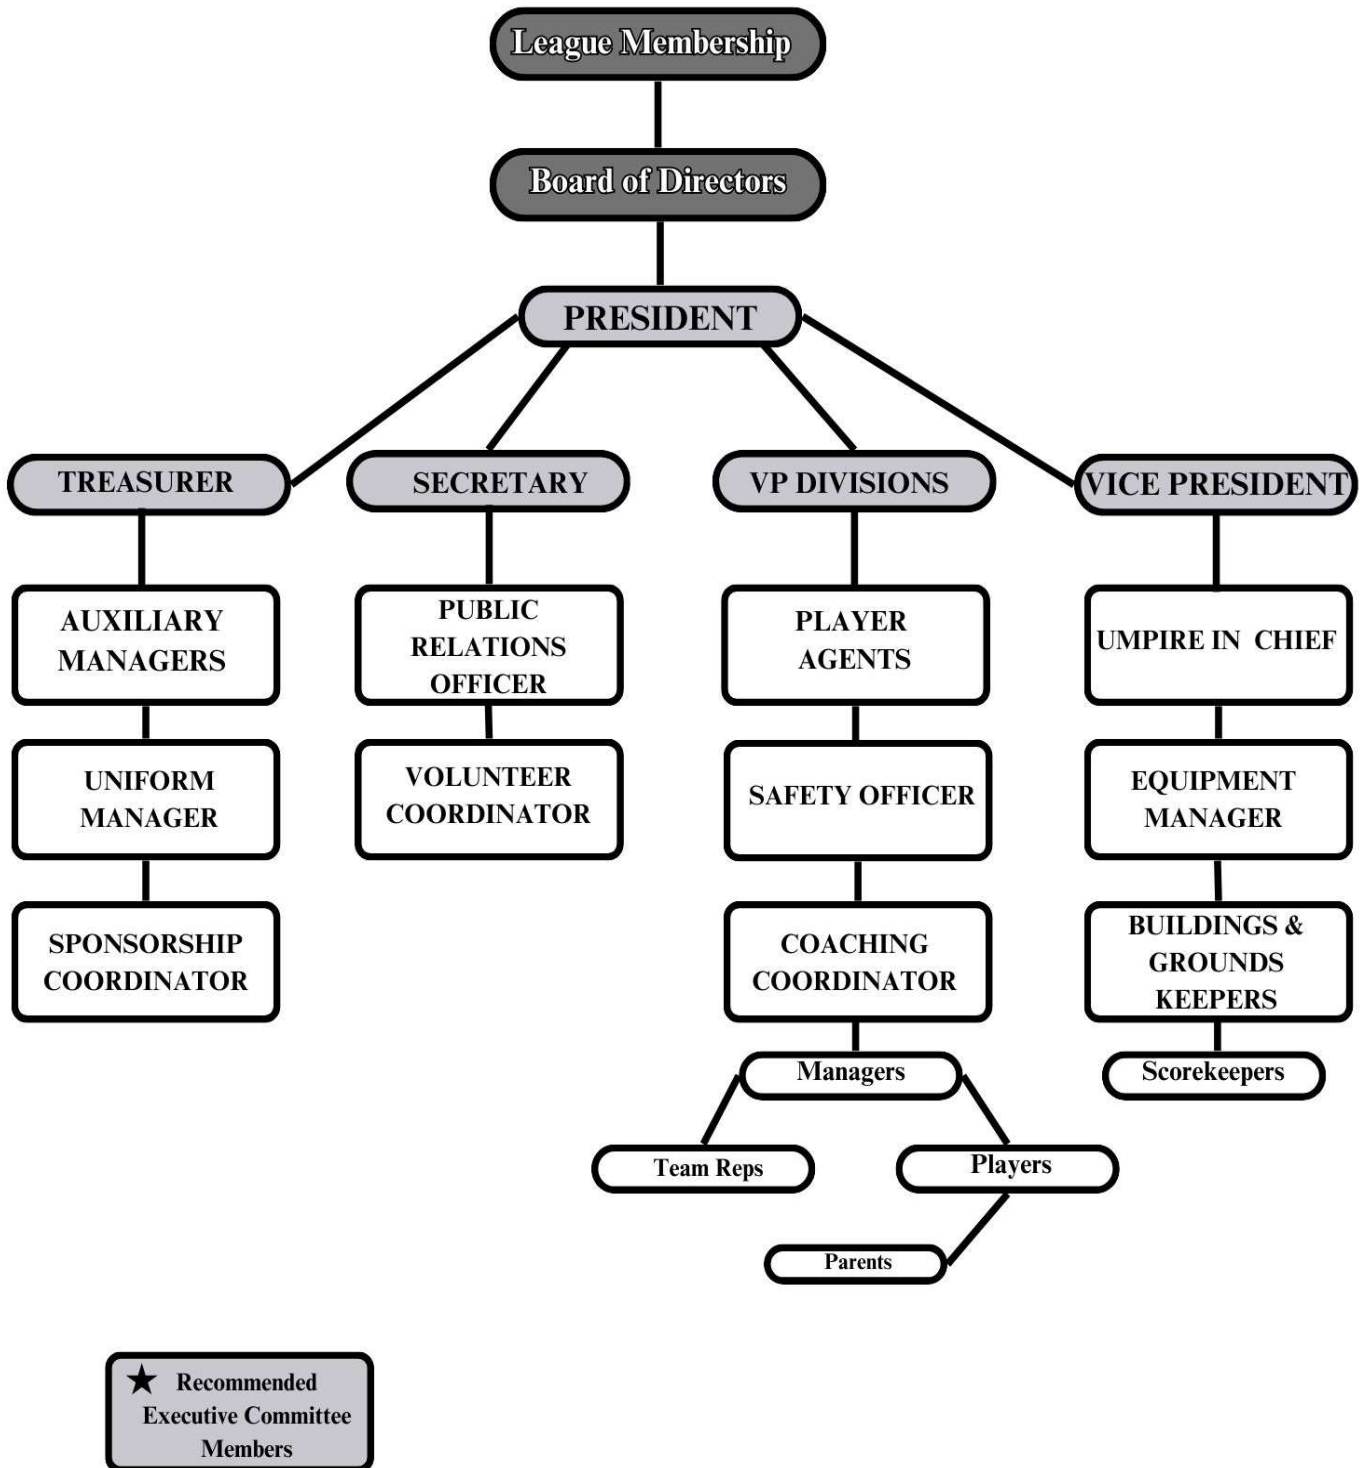 League Membership
Board of Directors
PRESIDENT
TREASURER
SECRETARY
VP DIVISIONS
VICE PRESIDENT
AUXILIARY
MANAGERS
PUBLIC
RELATIONS
OFFICER
PLAYER
AGENTS
UMPIRE IN CHIEF
UNIFORM
MANAGER
VOLUNTEER
COORDINATOR
SAFETY OFFICER
EQUIPMENT
MANAGER
SPONSORSHIP
COORDINATOR
COACHING
COORDINATOR
BUILDINGS &
GROUNDS
KEEPERS
Managers
Scorekeepers
Team Reps
Players
Parents
★ Recommended
Executive Committee
Members